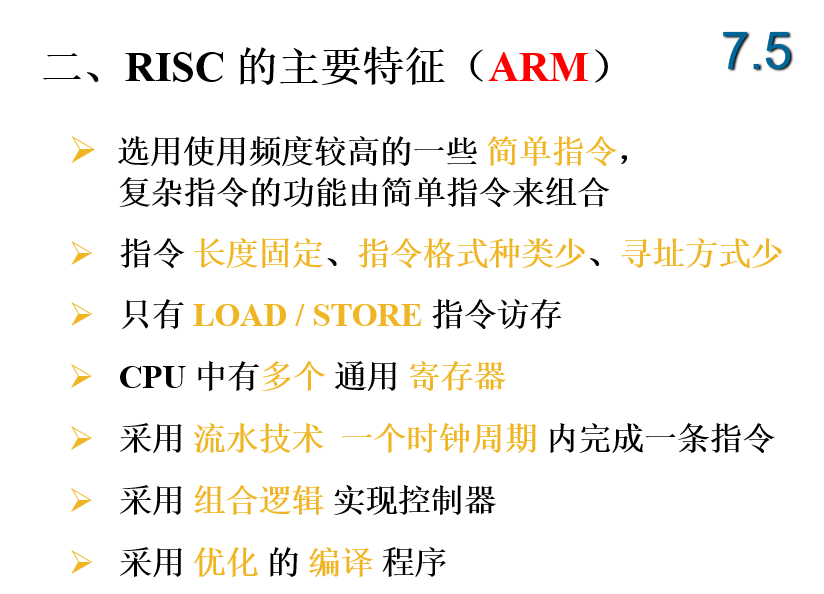 二、RISC 的主要特征（ARM）
7.5
选用使用频度较高的一些 简单指令，
复杂指令的功能由简单指令来组合
指令 长度固定、指令格式种类少、寻址方式少
只有 LOAD / STORE 指令访存
CPU 中有多个 通用 寄存器
采用 流水技术 一个时钟周期 内完成一条指令
采用 组合逻辑 实现控制器
采用 优化 的 编译 程序